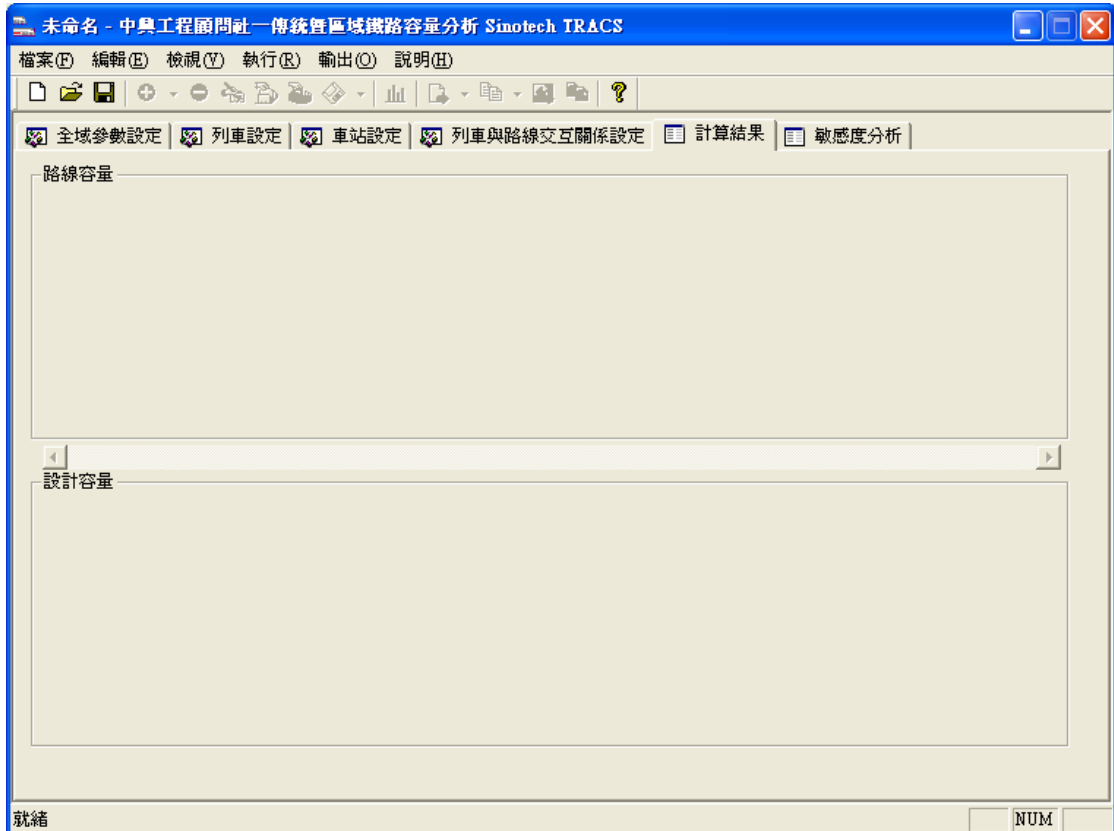 未命名 - 中興工程顧問社─傳統暨區域鐵路容量分析 Sinotech TRACS
檔案(F) 編輯(E) 檢視(V) 執行(R) 輸出(O) 說明(H)
全域參數設定 列車設定 車站設定 列車與路線交互關係設定 計算結果 敏感度分析
路線容量
設計容量
就緒 NUM